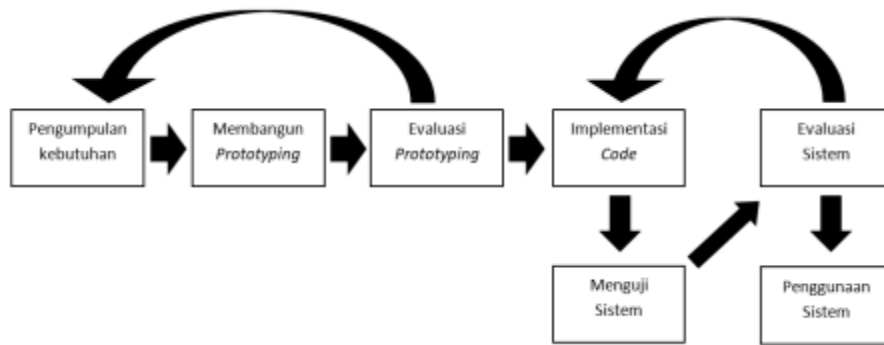 Pengumpulan
kebutuhan
Membangun
Prototyping
Evaluasi
Prototyping
Implementasi
Code
Evaluasi
Sistem
Menguji
Sistem
Penggunaan
Sistem